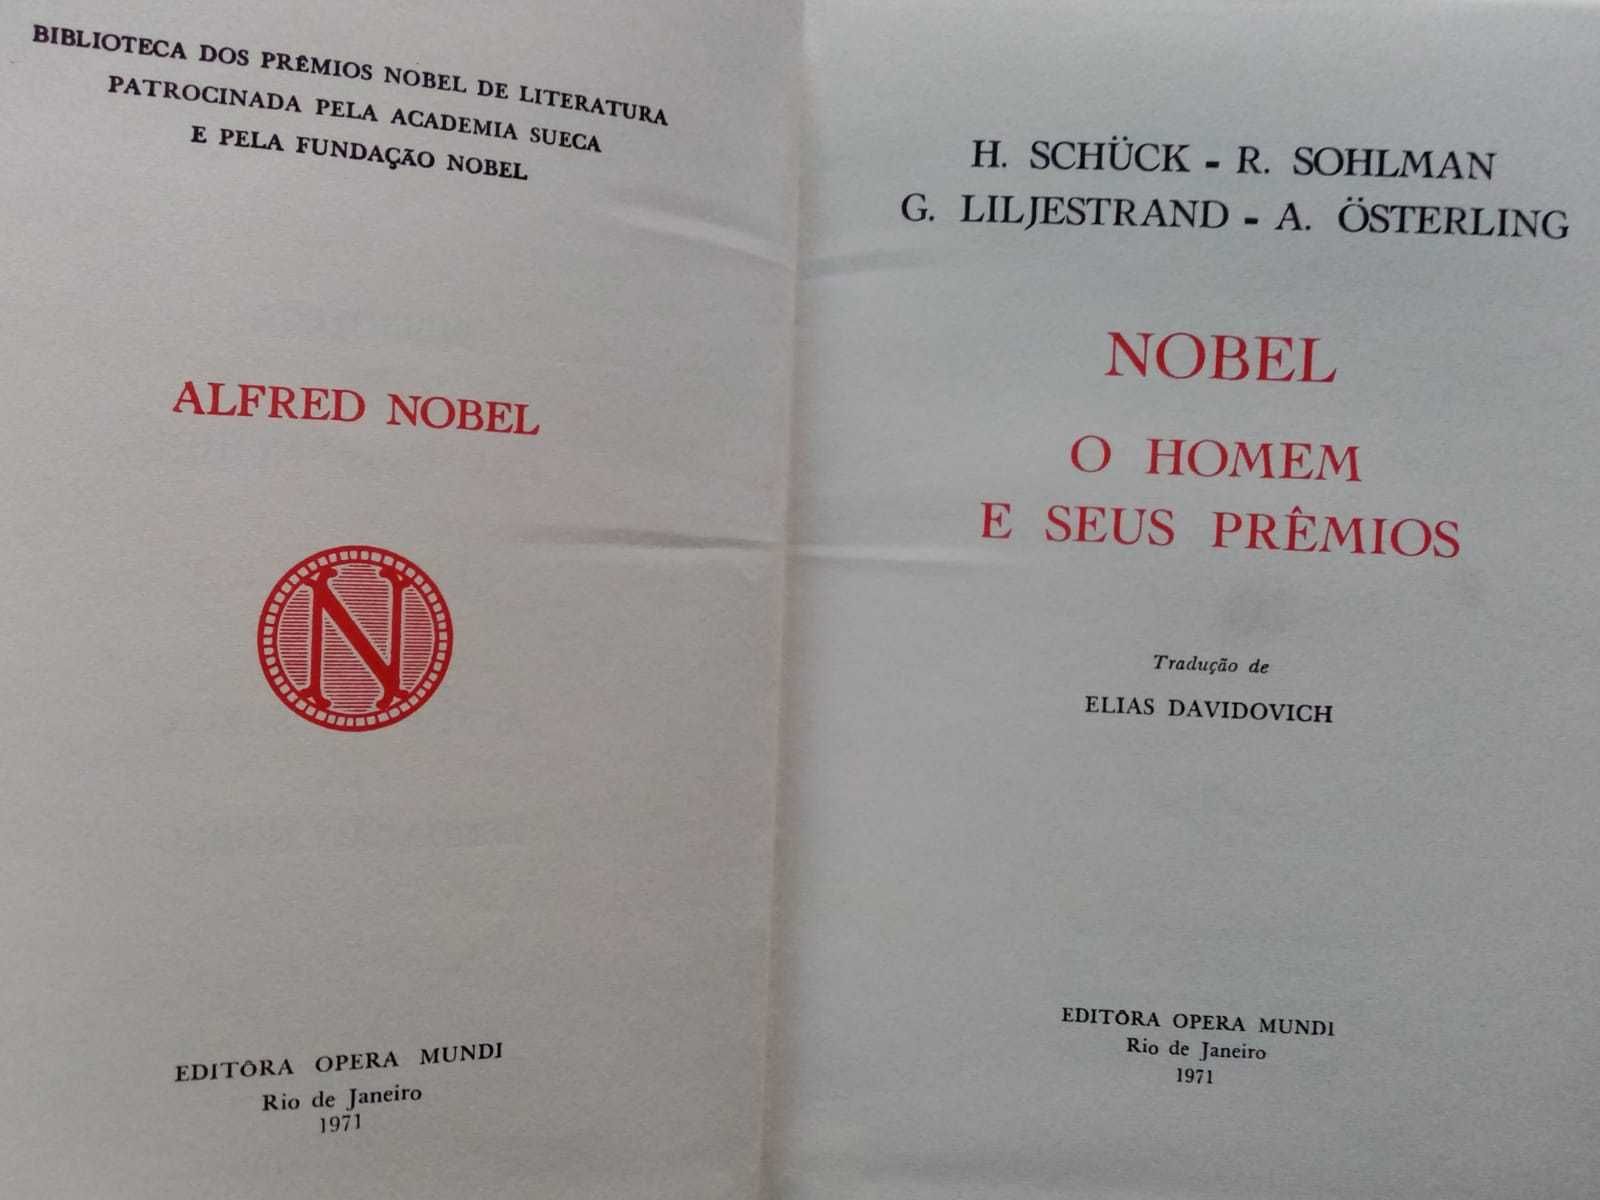 BIBLIOTECA DOS PRÊMIOS NOBEL DE LITERATURA
PATROCINADA PELA ACADEMIA SUECA
E PELA FUNDAÇÃO NOBEL
ALFRED NOBEL
N
EDITÔRA OPERA MUNDI
Rio de Janeiro
1971
H. SCHÜCK - R. SOHLMAN
G. LILJESTRAND - A. ÖSTERLING
NOBEL
O HOMEM
E SEUS PRÊMIOS
Tradução de
ELIAS DAVIDOVICH
EDITÔRA OPERA MUNDI
Rio de Janeiro
1971